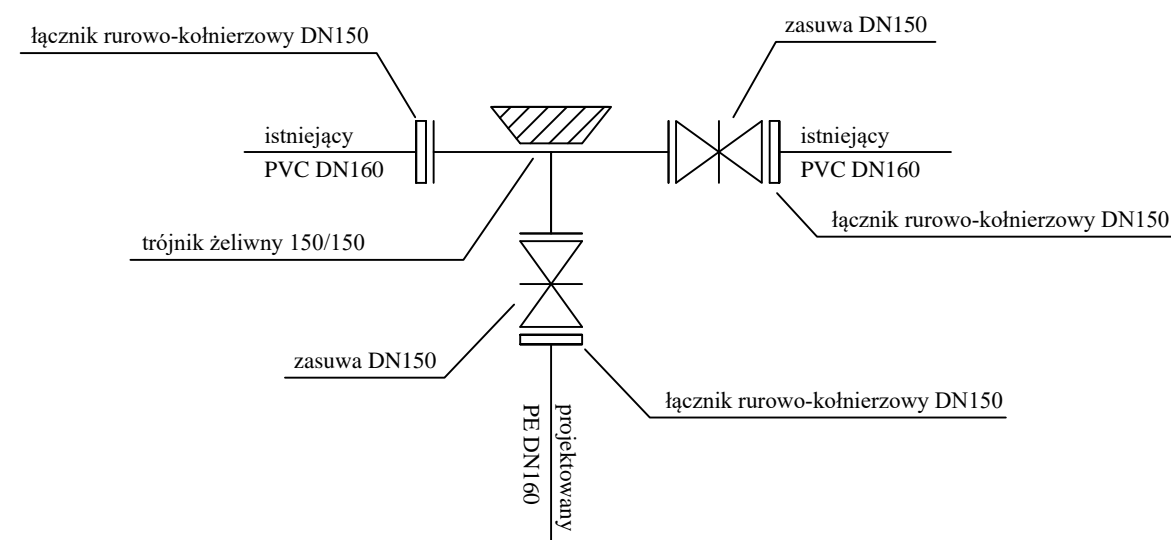 łącznik rurowo-kołnierzowy DN150
zasuwa DN150
istniejący
PVC DN160
istniejący
PVC DN160
łącznik rurowo-kołnierzowy DN150
trójnik żeliwny 150/150
zasuwa DN150
łącznik rurowo-kołnierzowy DN150
projektowany
PE DN160